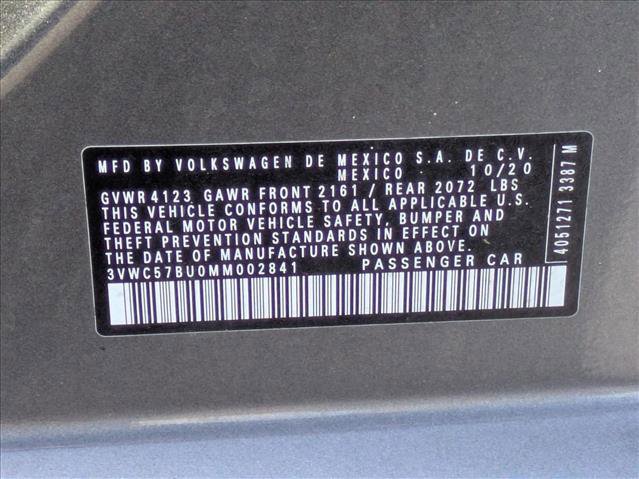 MFD BY VOLKSWAGEN DE MEXICO S.A. DE C.V.
MEXICO 10/20
GVWR 4123 GAWR FRONT 2161 / REAR 2072 LBS
THIS VEHICLE CONFORMS TO ALL APPLICABLE U.S.
FEDERAL MOTOR VEHICLE SAFETY, BUMPER AND
THEFT PREVENTION STANDARDS IN EFFECT ON
THE DATE OF MANUFACTURE SHOWN ABOVE.
3VWC57BU0MM002841 PASSENGER CAR
4051271 3387 M